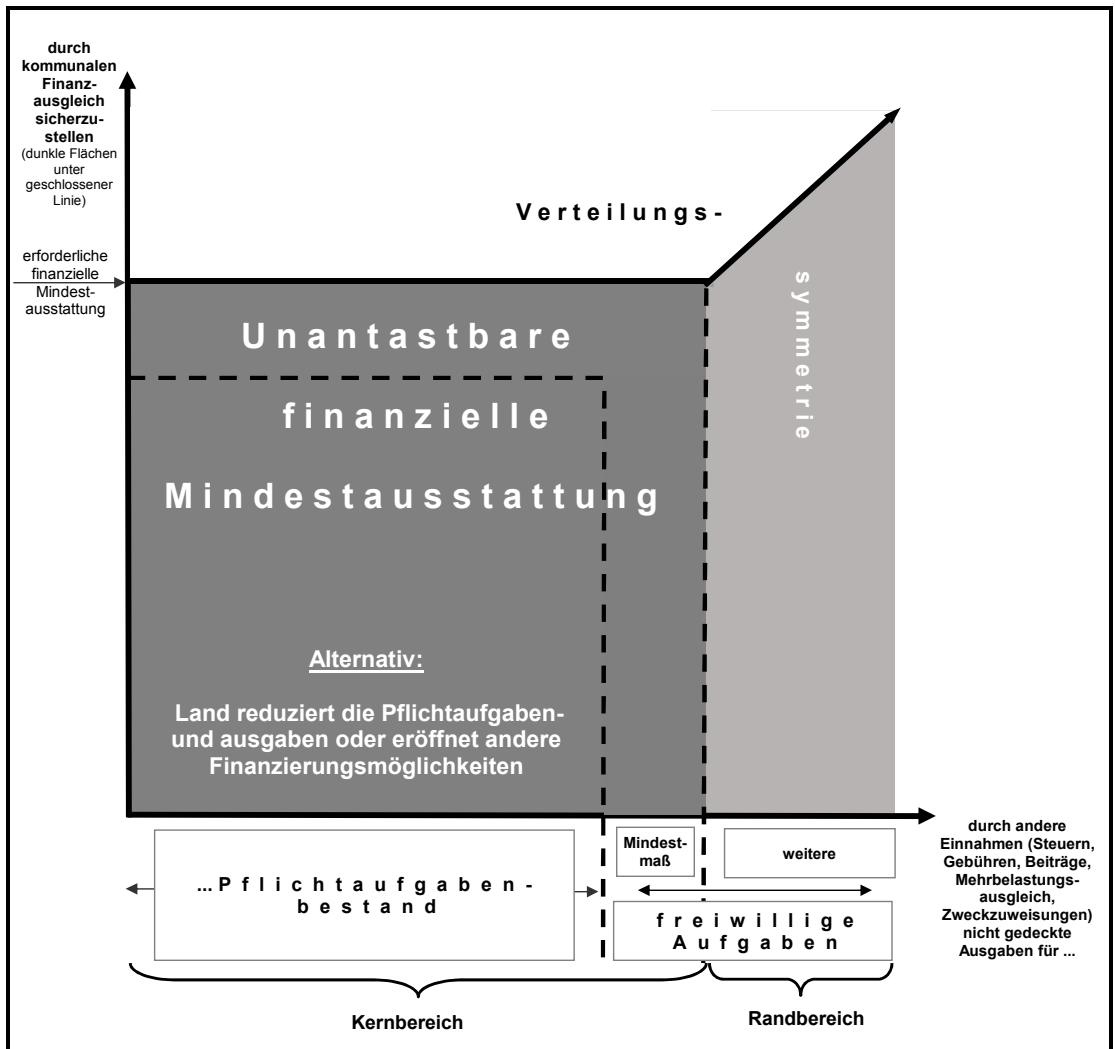 durch
kommunalen
Finanz-
ausgleich
sicherzu-
stellen
(dunkle Flächen
unter
geschlossener
Linie)
Verteilungs-
symmetrie
erforderliche
finanzielle
Mindest-
ausstattung
Unantastbare
finanzielle
Mindestausstattung
Alternativ:
Land reduziert die Pflichtaufgaben-
und ausgaben oder eröffnet andere
Finanzierungsmöglichkeiten
...Pflichtaufgaben-
bestand
Mindest-
maß
weitere
freiwillige
Aufgaben
durch andere
Einnahmen (Steuern,
Gebühren, Beiträge,
Mehrbelastungs-
ausgleich,
Zweckzuweisungen)
nicht gedeckte
Ausgaben für ...
Kernbereich
Randbereich